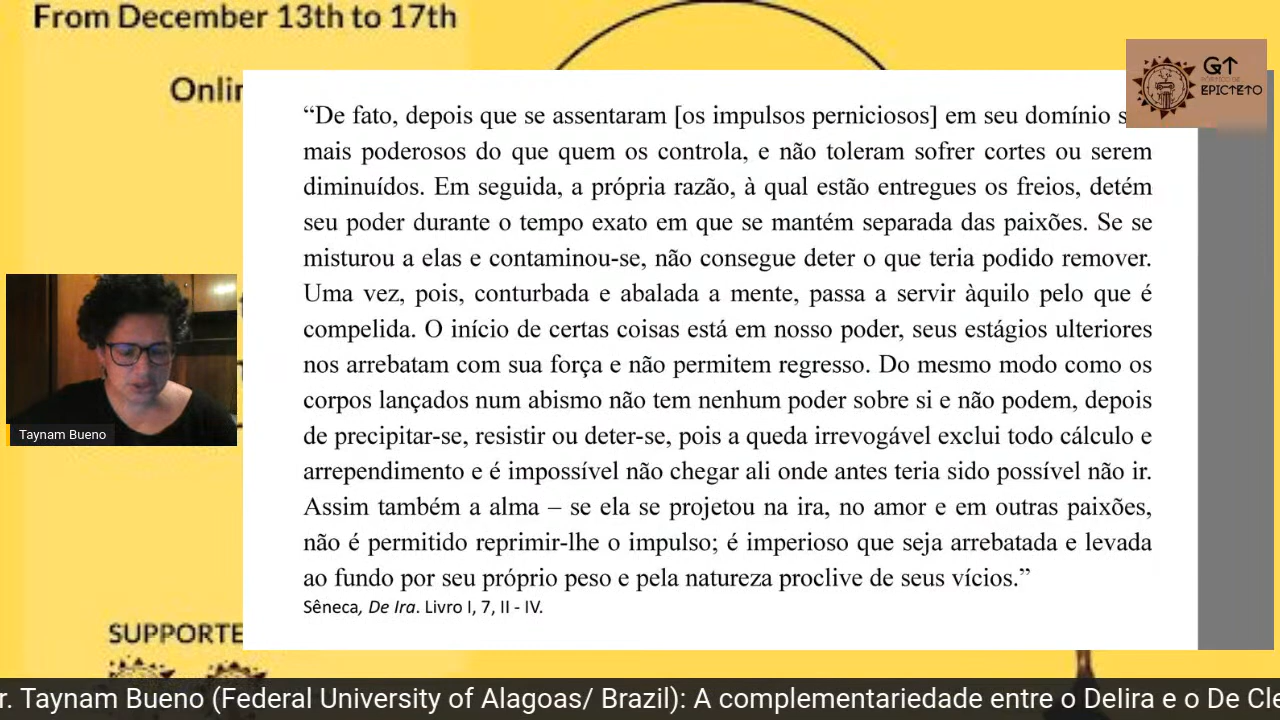 From December 13th to 17th
Onlin
GT
EPICTETO
“De fato, depois que se assentaram [os impulsos perniciosos] em seu domínio s
mais poderosos do que quem os controla, e não toleram sofrer cortes ou serem
diminuídos. Em seguida, a própria razão, à qual estão entregues os freios, detém
seu poder durante o tempo exato em que se mantém separada das paixões. Se se
misturou a elas e contaminou-se, não consegue deter o que teria podido remover.
Uma vez, pois, conturbada e abalada a mente, passa a servir àquilo pelo que é
compelida. O início de certas coisas está em nosso poder, seus estágios ulteriores
nos arrebatam com sua força e não permitem regresso. Do mesmo modo como os
corpos lançados num abismo não tem nenhum poder sobre si e não podem, depois
de precipitar-se, resistir ou deter-se, pois a queda irrevogável exclui todo cálculo e
arrependimento e é impossível não chegar ali onde antes teria sido possível não ir.
Assim também a alma – se ela se projetou na ira, no amor e em outras paixões,
não é permitido reprimir-lhe o impulso; é imperioso que seja arrebatada e levada
ao fundo por seu próprio peso e pela natureza proclive de seus vícios.”
Sêneca, De Ira. Livro I, 7, II - IV.
Taynam Bueno
SUPPORTE
r. Taynam Bueno (Federal University of Alagoas/ Brazil): A complementariedade entre o DeIira e o De Cle